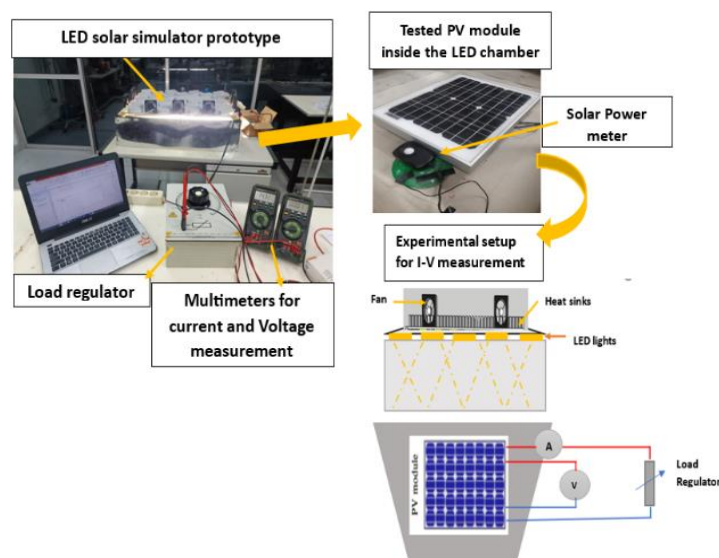 LED solar simulator prototype
Tested PV module
inside the LED chamber
Solar Power
meter
Load regulator
Multimeters for
current and Voltage
measurement
Experimental setup
for I-V measurement
Fan
Heat sinks
LED lights
PV module
A
V
Load
Regulator